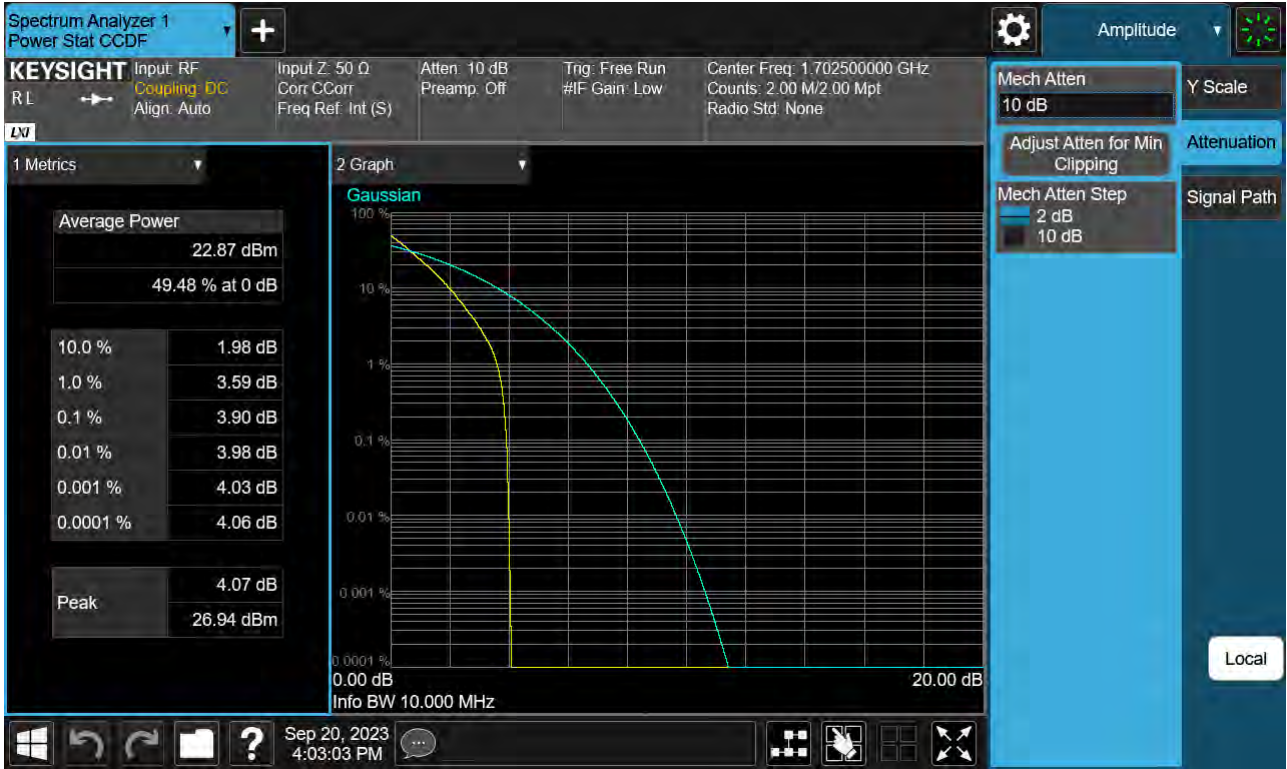 Spectrum Analyzer 1
Power Stat CCDF
+
Amplitude
KEYSIGHT
R L
LXI
Input: RF
Coupling: DC
Align: Auto
Input Z: 50 Ω
Corr CCorr
Freq Ref: Int (S)
Atten: 10 dB
Preamp: Off
Trig: Free Run
#IF Gain: Low
Center Freq: 1.702500000 GHz
Counts: 2.00 M/2.00 Mpt
Radio Std: None
Mech Atten
10 dB
Adjust Atten for Min
Clipping
Mech Atten Step
2 dB
10 dB
Y Scale
Attenuation
Signal Path
Local
1 Metrics
Average Power
22.87 dBm
49.48 % at 0 dB
10.0 % 1.98 dB
1.0 % 3.59 dB
0.1 % 3.90 dB
0.01 % 3.98 dB
0.001 % 4.03 dB
0.0001 % 4.06 dB
Peak
4.07 dB
26.94 dBm
2 Graph
Gaussian
100 %
10 %
1 %
0.1 %
0.01 %
0.001 %
0.0001 %
0.00 dB 20.00 dB
Info BW 10.000 MHz
?
Sep 20, 2023
4:03:03 PM